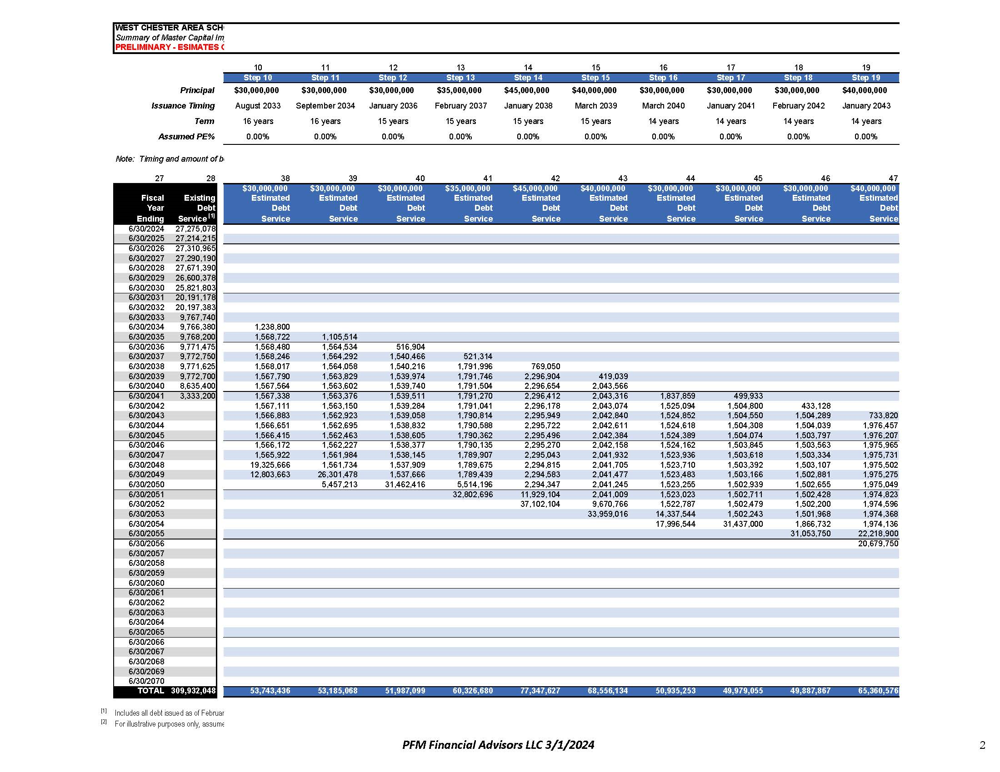 WEST CHESTER AREA SCH
Summary of Master Capital Im
PRELIMINARY - ESIMATES O
10 11 12 13 14 15 16 17 18 19
Step 10 Step 11 Step 12 Step 13 Step 14 Step 15 Step 16 Step 17 Step 18 Step 19
Principal $30,000,000 $30,000,000 $30,000,000 $35,000,000 $45,000,000 $40,000,000 $30,000,000 $30,000,000 $30,000,000 $40,000,000
Issuance Timing August 2033 September 2034 January 2036 February 2037 January 2038 March 2039 March 2040 January 2041 February 2042 January 2043
Term 16 years 16 years 15 years 15 years 15 years 15 years 14 years 14 years 14 years 14 years
Assumed PE% 0.00% 0.00% 0.00% 0.00% 0.00% 0.00% 0.00% 0.00% 0.00% 0.00%
Note: Timing and amount of b
27 28 38 39 40 41 42 43 44 45 46 47
$30,000,000 $30,000,000 $30,000,000 $35,000,000 $45,000,000 $40,000,000 $30,000,000 $30,000,000 $30,000,000 $40,000,000
Fiscal Existing Estimated Estimated Estimated Estimated Estimated Estimated Estimated Estimated Estimated Estimated
Year Debt Debt Debt Debt Debt Debt Debt Debt Debt Debt Debt
Ending Service [1] Service Service Service Service Service Service Service Service Service Service
6/30/2024 27,275,078
6/30/2025 27,214,215
6/30/2026 27,310,965
6/30/2027 27,290,190
6/30/2028 27,671,390
6/30/2029 26,600,378
6/30/2030 25,821,803
6/30/2031 20,191,178
6/30/2032 20,197,383
6/30/2033 9,767,740
6/30/2034 9,766,380 1,238,800
6/30/2035 9,768,200 1,568,722 1,105,514
6/30/2036 9,771,475 1,568,480 1,564,534 516,904
6/30/2037 9,772,750 1,568,246 1,564,292 1,540,466 521,314
6/30/2038 9,771,625 1,568,017 1,564,058 1,540,216 1,791,996 769,050
6/30/2039 9,772,700 1,567,790 1,563,829 1,539,974 1,791,746 2,296,904 419,039
6/30/2040 8,635,400 1,567,564 1,563,602 1,539,740 1,791,504 2,296,654 2,043,566
6/30/2041 3,333,200 1,567,338 1,563,376 1,539,511 1,791,270 2,296,412 2,043,316 1,837,859 499,933
6/30/2042 1,567,111 1,563,150 1,539,284 1,791,041 2,296,178 2,043,074 1,525,094 1,504,800 433,128
6/30/2043 1,566,883 1,562,923 1,539,058 1,790,814 2,295,949 2,042,840 1,524,852 1,504,550 1,504,289 733,820
6/30/2044 1,566,651 1,562,695 1,538,832 1,790,588 2,295,722 2,042,611 1,524,618 1,504,308 1,504,039 1,976,457
6/30/2045 1,566,415 1,562,463 1,538,605 1,790,362 2,295,496 2,042,384 1,524,389 1,504,074 1,503,797 1,976,207
6/30/2046 1,566,172 1,562,227 1,538,377 1,790,135 2,295,270 2,042,158 1,524,162 1,503,845 1,503,563 1,975,965
6/30/2047 1,565,922 1,561,984 1,538,145 1,789,907 2,295,043 2,041,932 1,523,936 1,503,618 1,503,334 1,975,731
6/30/2048 19,325,666 1,561,734 1,537,909 1,789,675 2,294,815 2,041,705 1,523,710 1,503,392 1,503,107 1,975,502
6/30/2049 12,803,663 26,301,478 1,537,666 1,789,439 2,294,583 2,041,477 1,523,483 1,503,166 1,502,881 1,975,275
6/30/2050 5,457,213 31,462,416 5,514,196 2,294,347 2,041,245 1,523,255 1,502,939 1,502,655 1,975,049
6/30/2051 32,802,696 11,929,104 2,041,009 1,523,023 1,502,711 1,502,428 1,974,823
6/30/2052 37,102,104 9,670,766 1,522,787 1,502,479 1,502,200 1,974,596
6/30/2053 33,959,016 14,337,544 1,502,243 1,501,968 1,974,368
6/30/2054 17,996,544 31,437,000 1,866,732 1,974,136
6/30/2055 31,053,750 22,218,900
6/30/2056 20,679,750
6/30/2057
6/30/2058
6/30/2059
6/30/2060
6/30/2061
6/30/2062
6/30/2063
6/30/2064
6/30/2065
6/30/2066
6/30/2067
6/30/2068
6/30/2069
6/30/2070
TOTAL 309,932,048 53,743,436 53,185,068 51,987,099 60,326,680 77,347,627 68,556,134 50,935,253 49,979,055 49,887,867 65,360,576
[1] Includes all debt issued as of Februar
[2] For illustrative purposes only, assume
PFM Financial Advisors LLC 3/1/2024
2